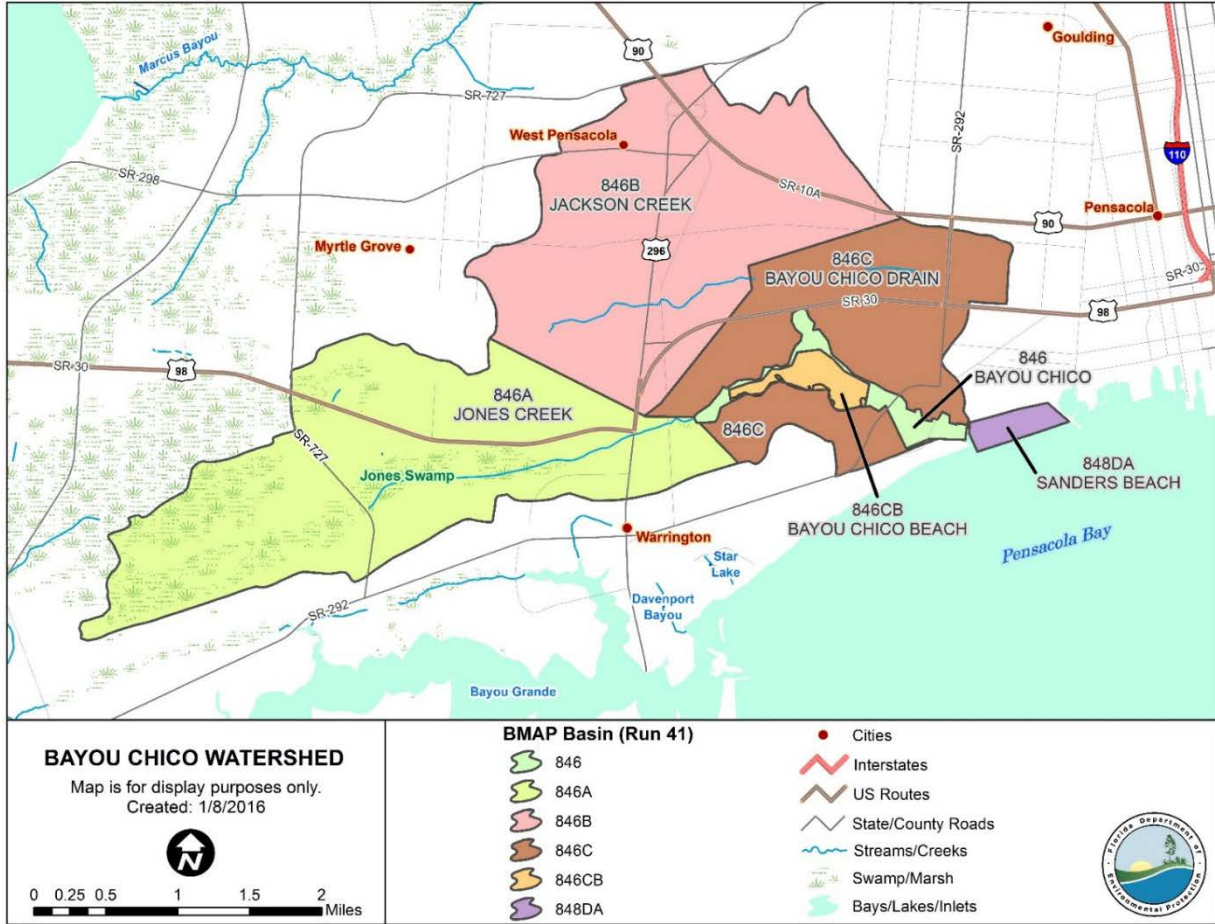 Marcus Bayou
90
Goulding
SR-727
SR-292
West Pensacola
110
SR-298
846B
JACKSON CREEK
SR 10A
Pensacola
90
Myrtle Grove
296
846C
BAYOU CHICO DRAIN
SR-30
SR 30
98
SR 30
98
846
BAYOU CHICO
846A
JONES CREEK
846C
SR-727
Jones Swamp
848DA
SANDERS BEACH
846CB
BAYOU CHICO BEACH
Warrington
Pensacola Bay
Star
Lake
Davenport
Bayou
SR-292
Bayou Grande
BAYOU CHICO WATERSHED
Map is for display purposes only.
Created: 1/8/2016
N
0 0.25 0.5 1 1.5 2
Miles
BMAP Basin (Run 41)
846
846A
846B
846C
846CB
848DA
Cities
Interstates
US Routes
State/County Roads
Streams/Creeks
Swamp/Marsh
Bays/Lakes/Inlets
Florida Department of
Environmental Protection